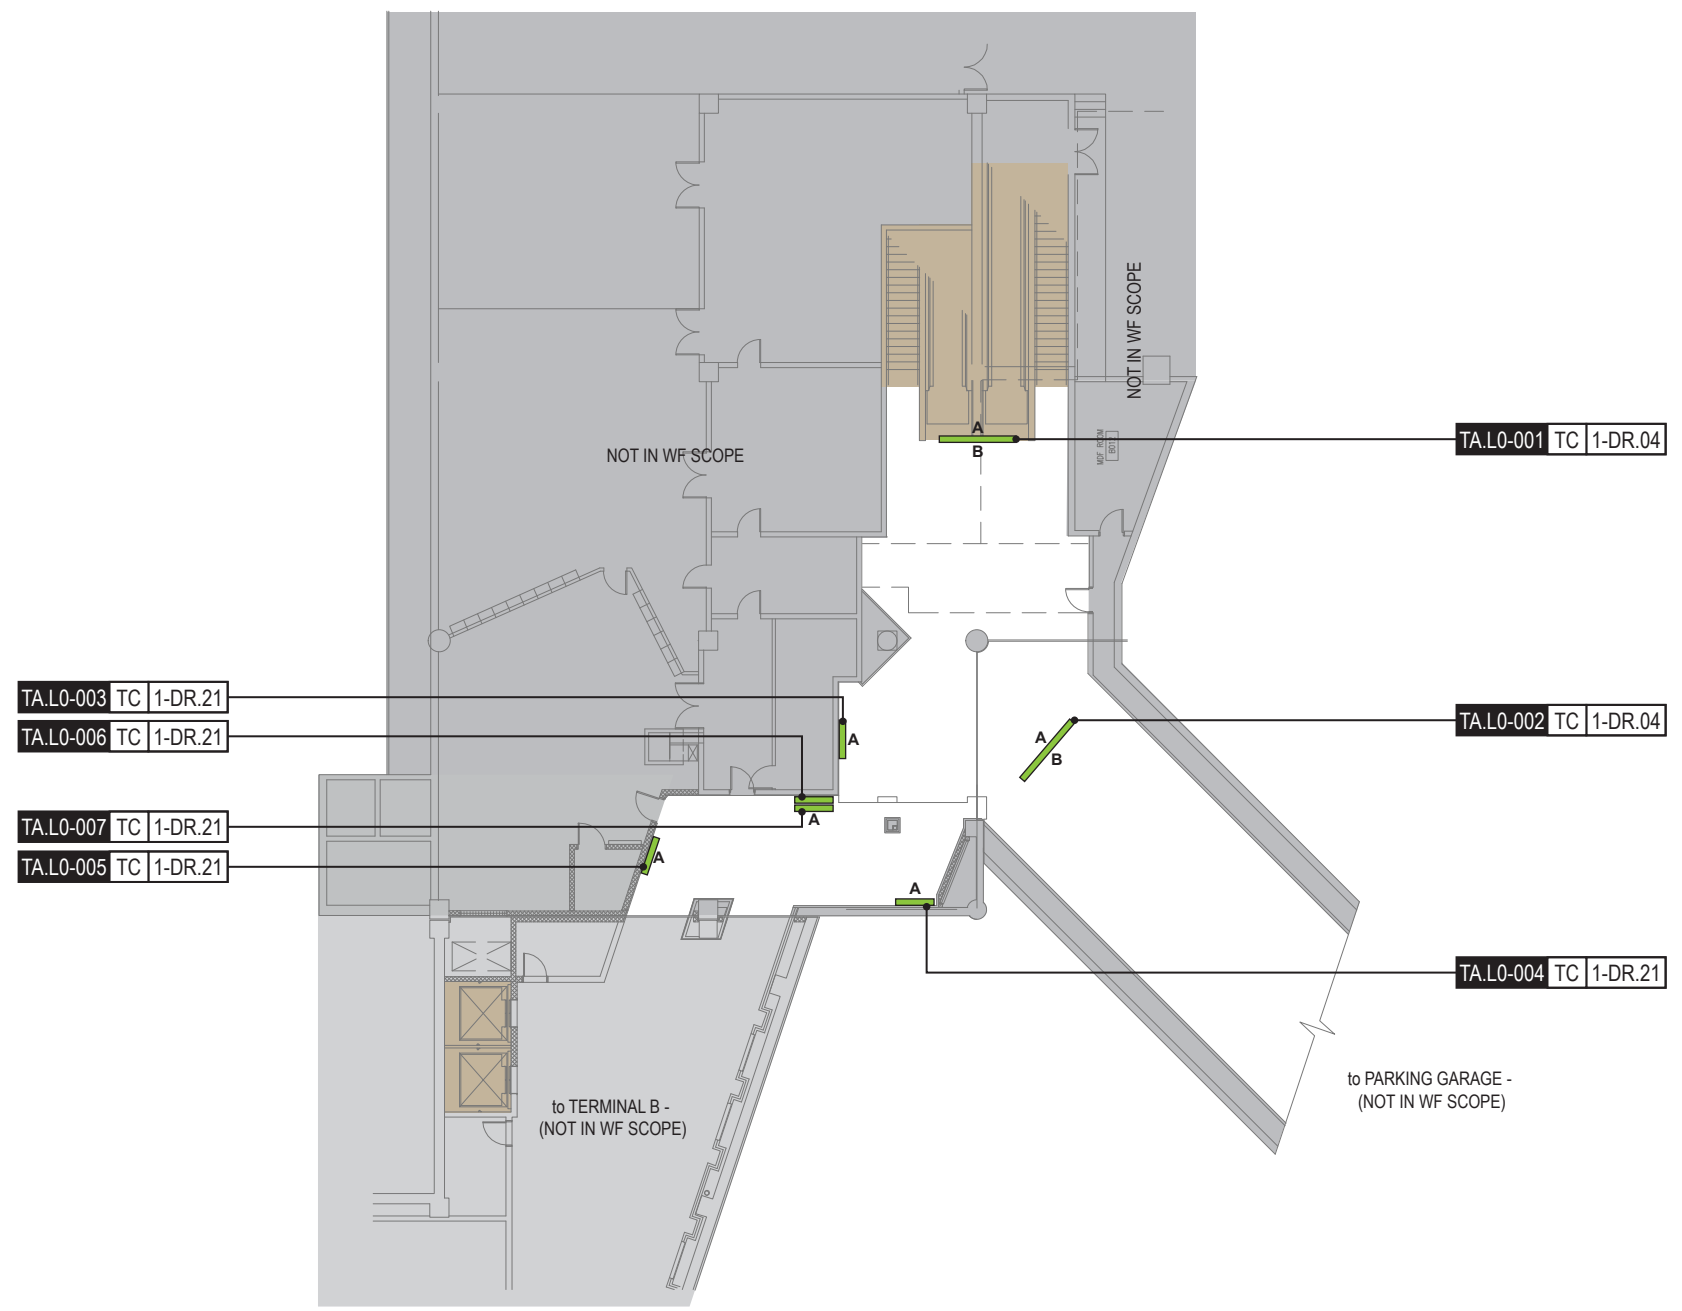 NOT IN WF SCOPE
A
TA.L0-001 TC 1-DR.04
NOT IN WF SCOPE
B
MDF ROOM
B012
TA.L0-003 TC 1-DR.21
TA.L0-006 TC 1-DR.21
A
A
B
TA.L0-002 TC 1-DR.04
TA.L0-007 TC 1-DR.21
A
TA.L0-005 TC 1-DR.21
A
A
TA.L0-004 TC 1-DR.21
to PARKING GARAGE -
(NOT IN WF SCOPE)
to TERMINAL B -
(NOT IN WF SCOPE)